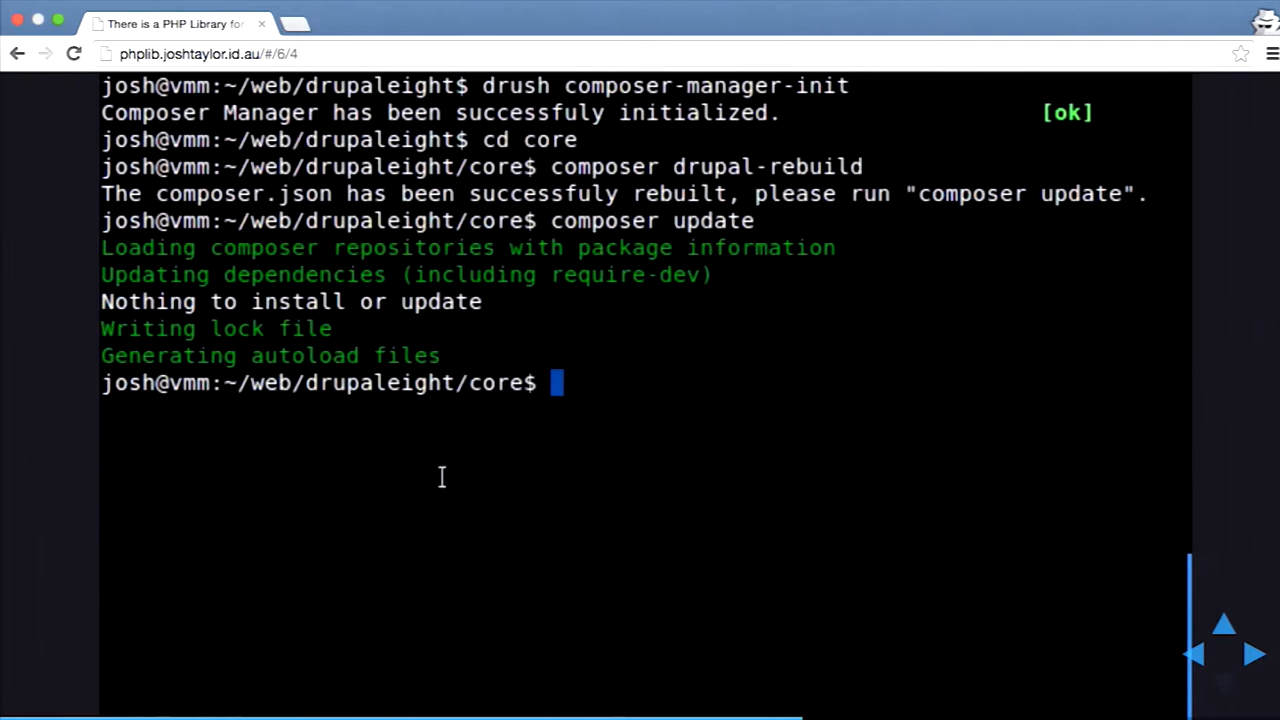 There is a PHP Library for
phplib.joshtaylor.id.au/#/6/4
josh@vmm:~/web/drupaleight$ drush composer-manager-init
Composer Manager has been successfuly initialized. [ok]
josh@vmm:~/web/drupaleight$ cd core
josh@vmm:~/web/drupaleight/core$ composer drupal-rebuild
The composer.json has been successfuly rebuilt, please run "composer update".
josh@vmm:~/web/drupaleight/core$ composer update
Loading composer repositories with package information
Updating dependencies (including require-dev)
Nothing to install or update
Writing lock file
Generating autoload files
josh@vmm:~/web/drupaleight/core$